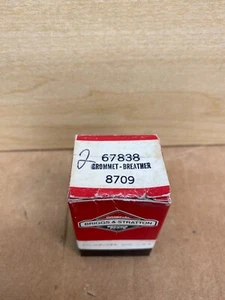 2 67838
GROMMET-BREATHER
8709
BRIGGS & STRATTON